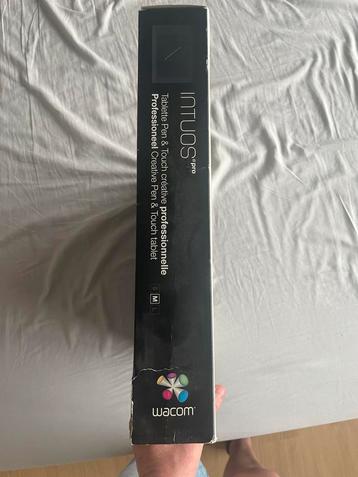 INTUOS pro
Tablette Pen & Touch créative professionnelle
Professioneel Creative Pen & Touch tablet
S M L
wacom